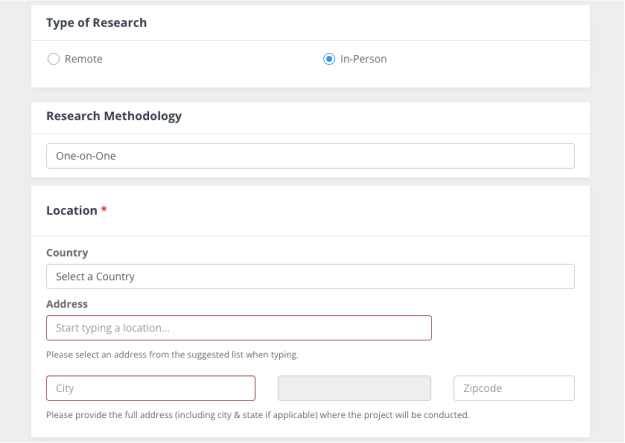 Type of Research
Remote In-Person
Research Methodology
One-on-One
Location *
Country
Select a Country
Address
Start typing a location...
Please select an address from the suggested list when typing.
City Zipcode
Please provide the full address (including city & state if applicable) where the project will be conducted.